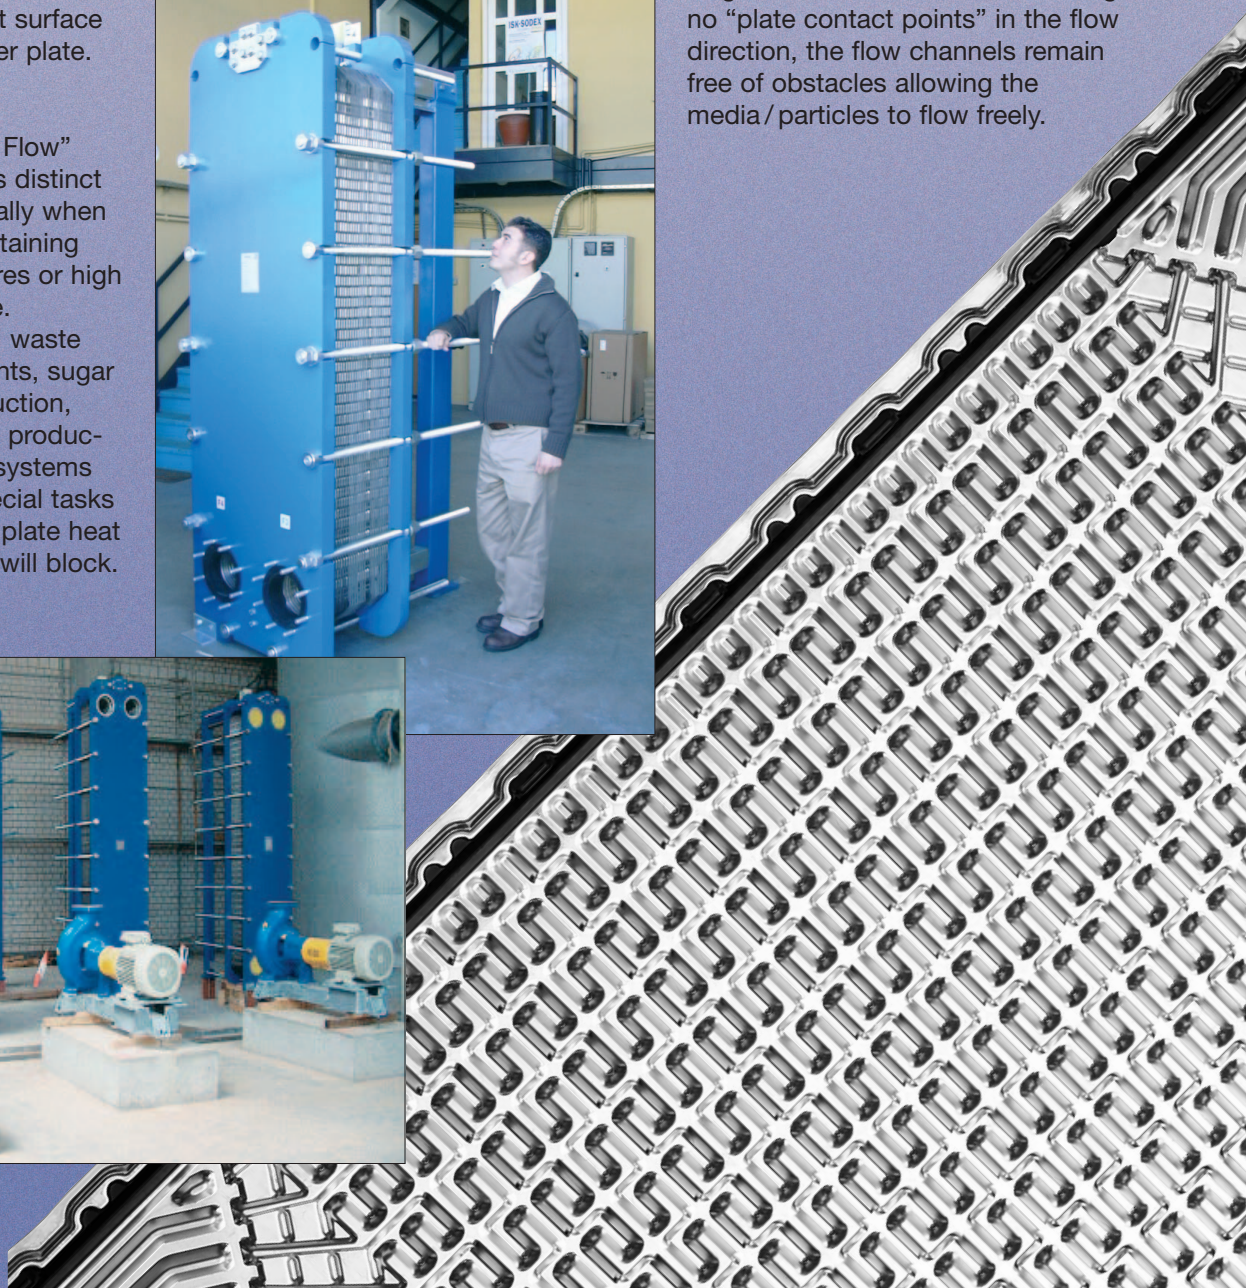 t surface
er plate.
Flow”
s distinct
ally when
taining
res or high
e.
waste
nts, sugar
uction,
produc-
systems
ecial tasks
plate heat
will block.
ISK-SODEX
no “plate contact points” in the flow
direction, the flow channels remain
free of obstacles allowing the
media / particles to flow freely.